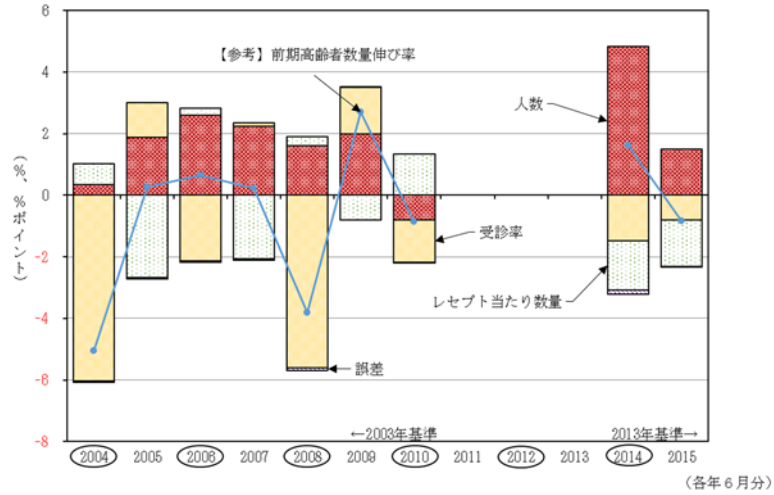 6
4
2
0
-2
-4
-6
-8
(%、%ポイント)
【参考】前期高齢者数量伸び率
人数
受診率
レセプト当たり数量
誤差
←2003年基準
2013年基準→
2004 2005 2006 2007 2008 2009 2010 2011 2012 2013 2014 2015
(各年6月分)